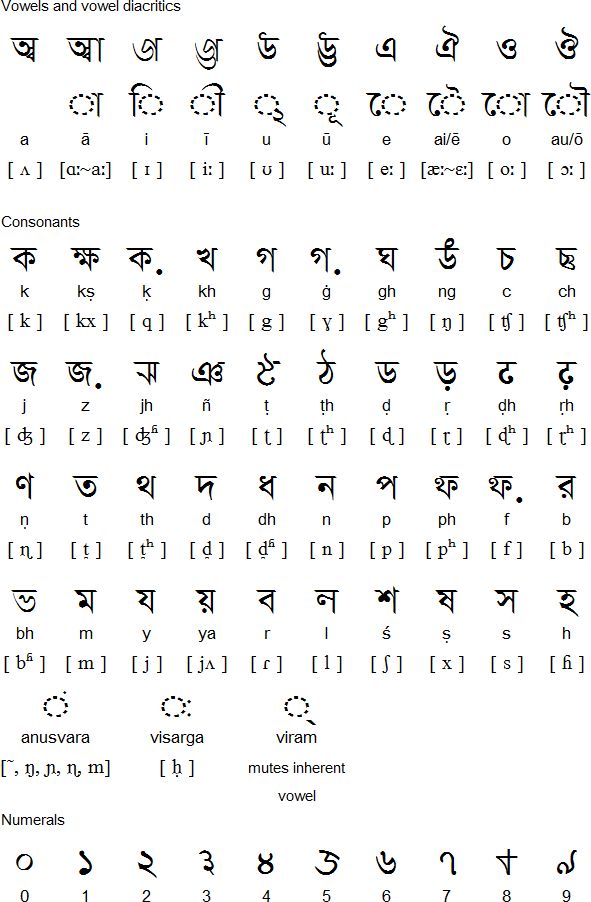 Vowels and vowel diacritics
অ আ ই ঈ উ ঊ এ ঐ ও ঔ
◌া ◌ি ◌ী ◌ু ◌ূ ◌ে ◌ৈ ◌ো ◌ৌ
a ā i ī u ū e ai/ē o au/ō
[ ʌ ] [ɑː~aː] [ ɪ ] [ iː ] [ ʊ ] [ uː ] [ eː ] [æː~ɛː] [ oː ] [ ɔː ]
Consonants
ক ক্ষ ক. খ গ গ. ঘ ঙ চ ছ
k kṣ ḳ kh g ġ gh ng c ch
[ k ] [ kx ] [ q ] [ kʰ ] [ g ] [ ɣ ] [ gʰ ] [ ŋ ] [ ʧ ] [ ʧʰ ]
জ জ. ঝ ঞ ট ঠ ড ড় ঢ ঢ়
j z jh ñ ṭ ṭh ḍ ṛ ḍh ṛh
[ ʤ ] [ z ] [ ʤʱ ] [ ɲ ] [ ʈ ] [ ʈʰ ] [ ɖ ] [ ɽ ] [ ɖʰ ] [ ɽʰ ]
ণ ত থ দ ধ ন প ফ ফ. র
ṇ t th d dh n p ph f b
[ ɳ ] [ t̪ ] [ t̪ʰ ] [ d̪ ] [ d̪ʱ ] [ n ] [ p ] [ pʰ ] [ f ] [ b ]
ভ ম য য় ব ল শ ষ স হ
bh m y ya r l ś ṣ s h
[ bʱ ] [ m ] [ j ] [ jʌ ] [ ɾ ] [ l ] [ ʃ ] [ x ] [ s ] [ ɦ ]
◌ং ◌ঃ ◌্
anusvara visarga viram
[˜, ŋ, ɲ, ɳ, m] [ ḥ ] mutes inherent
vowel
Numerals
০ ১ ২ ৩ ৪ ৫ ৬ ৭ ৮ ৯
0 1 2 3 4 5 6 7 8 9